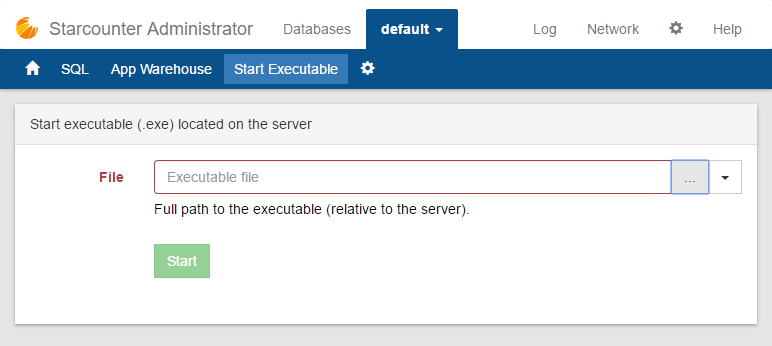 Starcounter Administrator Databases default Log Network Help
SQL App Warehouse Start Executable
Start executable (.exe) located on the server
File Executable file ...
Full path to the executable (relative to the server).
Start